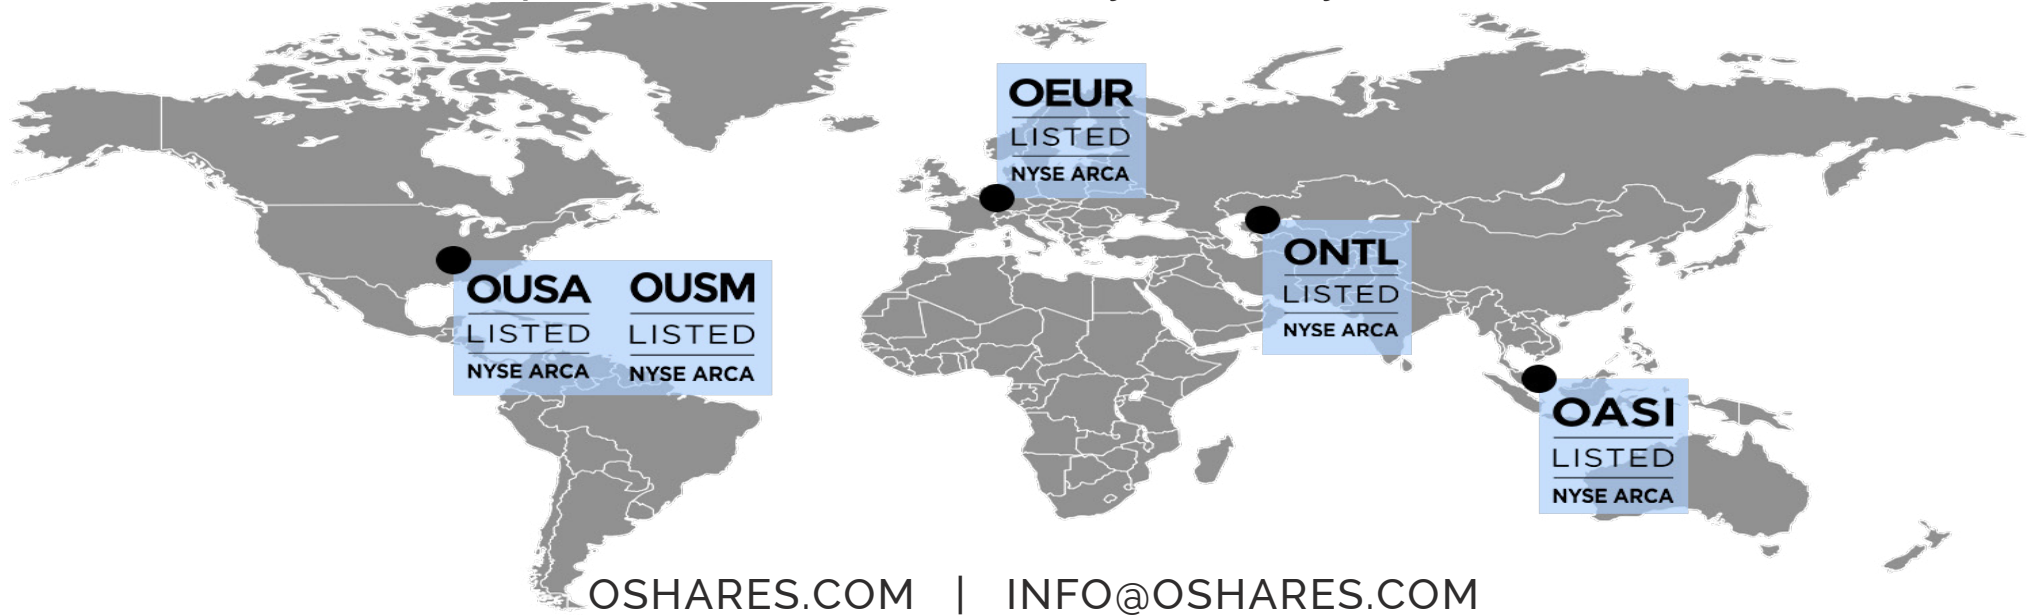 OEUR
LISTED
NYSE ARCA
ONTL
LISTED
NYSE ARCA
OUSA
LISTED
NYSE ARCA
OUSM
LISTED
NYSE ARCA
OASI
LISTED
NYSE ARCA
OSHARES.COM | INFO@OSHARES.COM